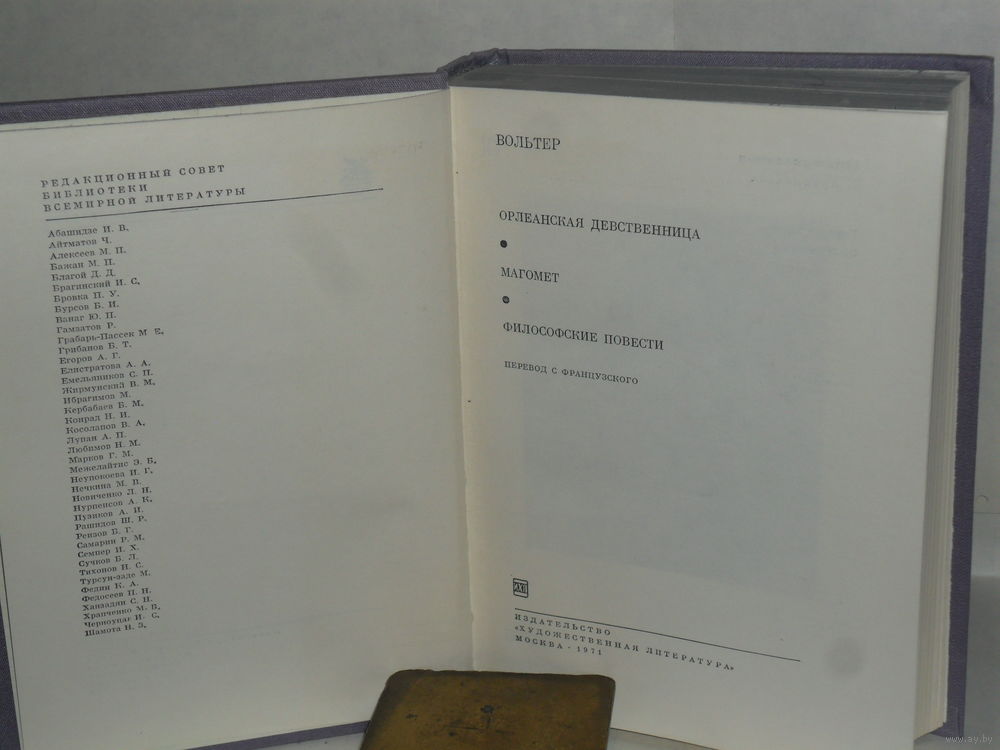 РЕДАКЦИОННЫЙ СОВЕТ
БИБЛИОТЕКИ
ВСЕМИРНОЙ ЛИТЕРАТУРЫ
Абашидзе И. В.
Айтматов Ч.
Алексеев М. П.
Бажан М. П.
Благой Д. Д.
Брагинский И. С.
Бровка П. У.
Бурсов Б. И.
Ванаг Ю. П.
Гамзатов Р.
Грабарь-Пассек М. Е.
Грибанов Б. Т.
Егоров А. Г.
Елистратова А. А.
Емельяников С. П.
Жирмунский В. М.
Ибрагимов М.
Кербабаев Б. М.
Конрад Н. И.
Косолапов В. А.
Лупан А. П.
Любимов Н. М.
Марков Г. М.
Межелайтис Э. Б.
Неупокоева И. Г.
Нечкина М. В.
Новиченко Л. Н.
Нурпеисов А. К.
Пузиков А. И.
Рашидов Ш. Р.
Реизов Б. Г.
Самарин Р. М.
Семпер И. Х.
Сучков Б. Л.
Тихонов Н. С.
Турсун-заде М.
Федин К. А.
Федосеев П. Н.
Ханзадян С. Н.
Храпченко М. Б.
Черноуцан И. С.
Шамота Н. З.
ВОЛЬТЕР
ОРЛЕАНСКАЯ ДЕВСТВЕННИЦА
МАГОМЕТ
ФИЛОСОФСКИЕ ПОВЕСТИ
ПЕРЕВОД С ФРАНЦУЗСКОГО
ИЗДАТЕЛЬСТВО
«ХУДОЖЕСТВЕННАЯ ЛИТЕРАТУРА»
МОСКВА · 1971
www.ay.by